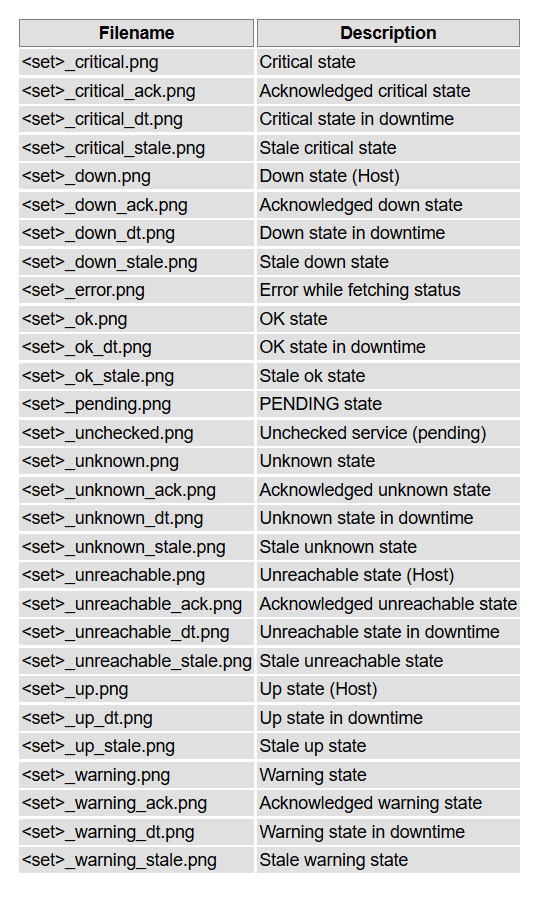 Filename Description
<set>_critical.png Critical state
<set>_critical_ack.png Acknowledged critical state
<set>_critical_dt.png Critical state in downtime
<set>_critical_stale.png Stale critical state
<set>_down.png Down state (Host)
<set>_down_ack.png Acknowledged down state
<set>_down_dt.png Down state in downtime
<set>_down_stale.png Stale down state
<set>_error.png Error while fetching status
<set>_ok.png OK state
<set>_ok_dt.png OK state in downtime
<set>_ok_stale.png Stale ok state
<set>_pending.png PENDING state
<set>_unchecked.png Unchecked service (pending)
<set>_unknown.png Unknown state
<set>_unknown_ack.png Acknowledged unknown state
<set>_unknown_dt.png Unknown state in downtime
<set>_unknown_stale.png Stale unknown state
<set>_unreachable.png Unreachable state (Host)
<set>_unreachable_ack.png Acknowledged unreachable state
<set>_unreachable_dt.png Unreachable state in downtime
<set>_unreachable_stale.png Stale unreachable state
<set>_up.png Up state (Host)
<set>_up_dt.png Up state in downtime
<set>_up_stale.png Stale up state
<set>_warning.png Warning state
<set>_warning_ack.png Acknowledged warning state
<set>_warning_dt.png Warning state in downtime
<set>_warning_stale.png Stale warning state